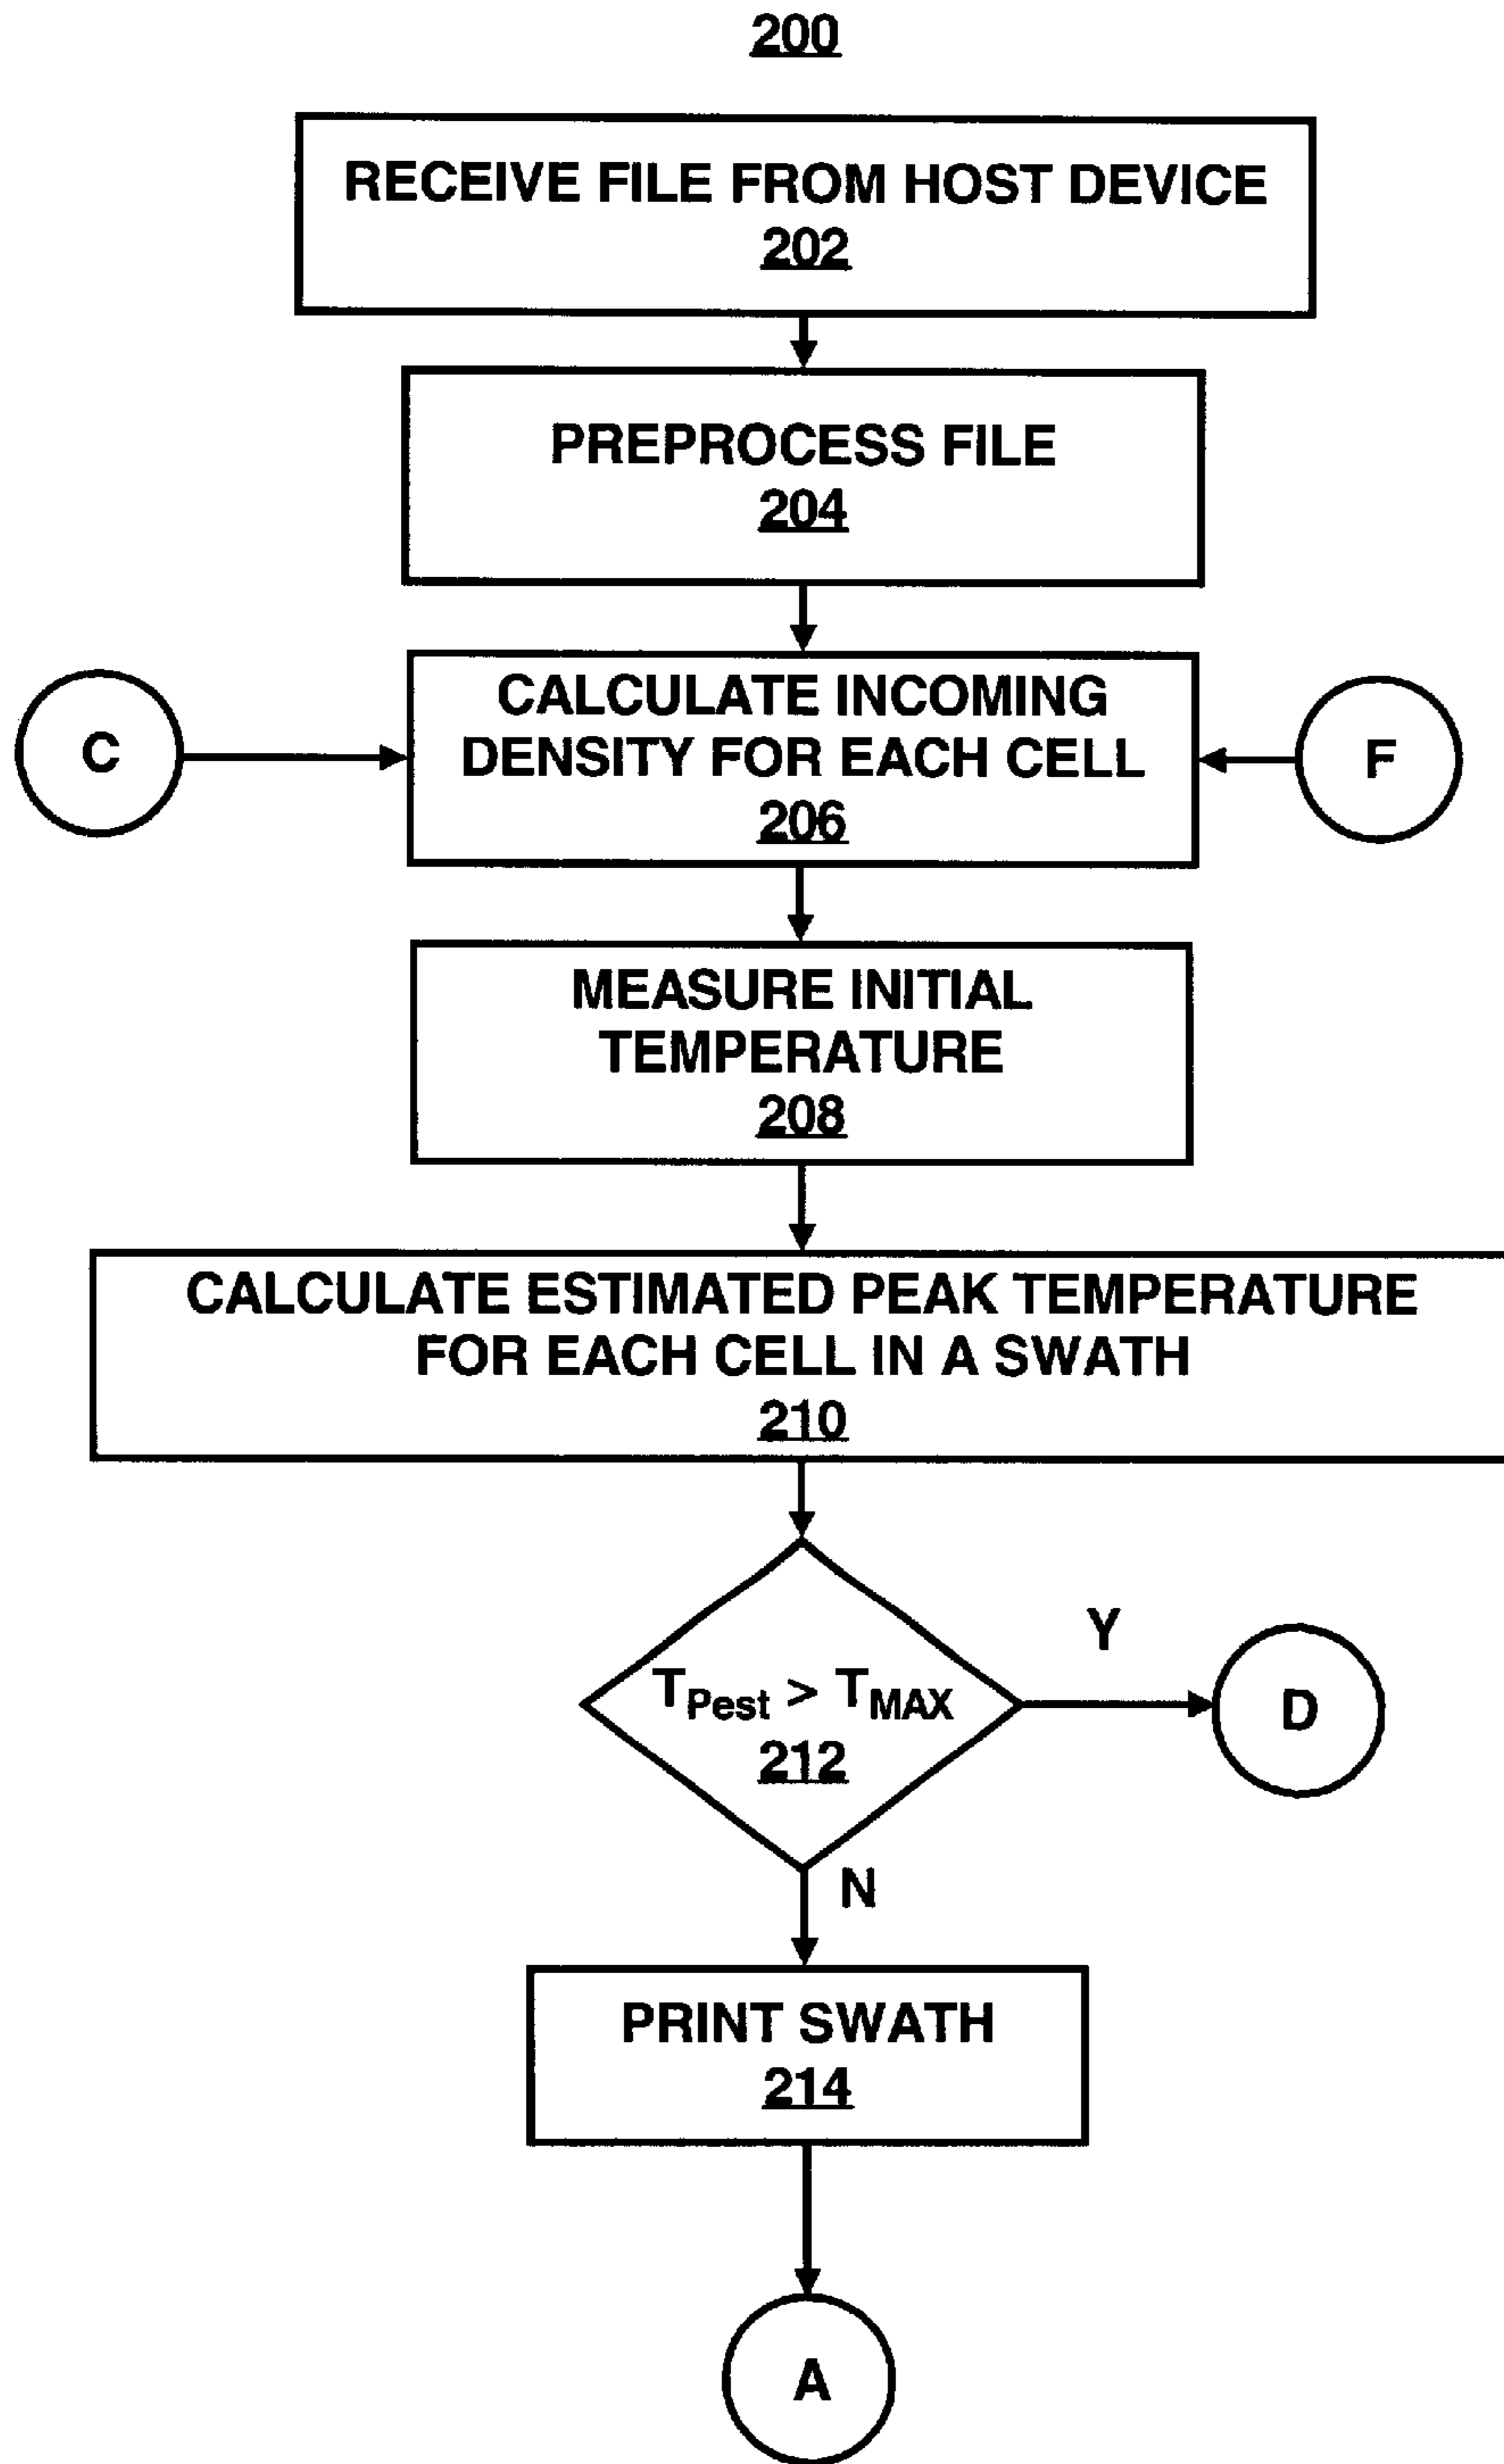 200
RECEIVE FILE FROM HOST DEVICE
202
PREPROCESS FILE
204
C
CALCULATE INCOMING
DENSITY FOR EACH CELL
206
F
MEASURE INITIAL
TEMPERATURE
208
CALCULATE ESTIMATED PEAK TEMPERATURE
FOR EACH CELL IN A SWATH
210
TPest > TMAX
212
Y
D
N
PRINT SWATH
214
A